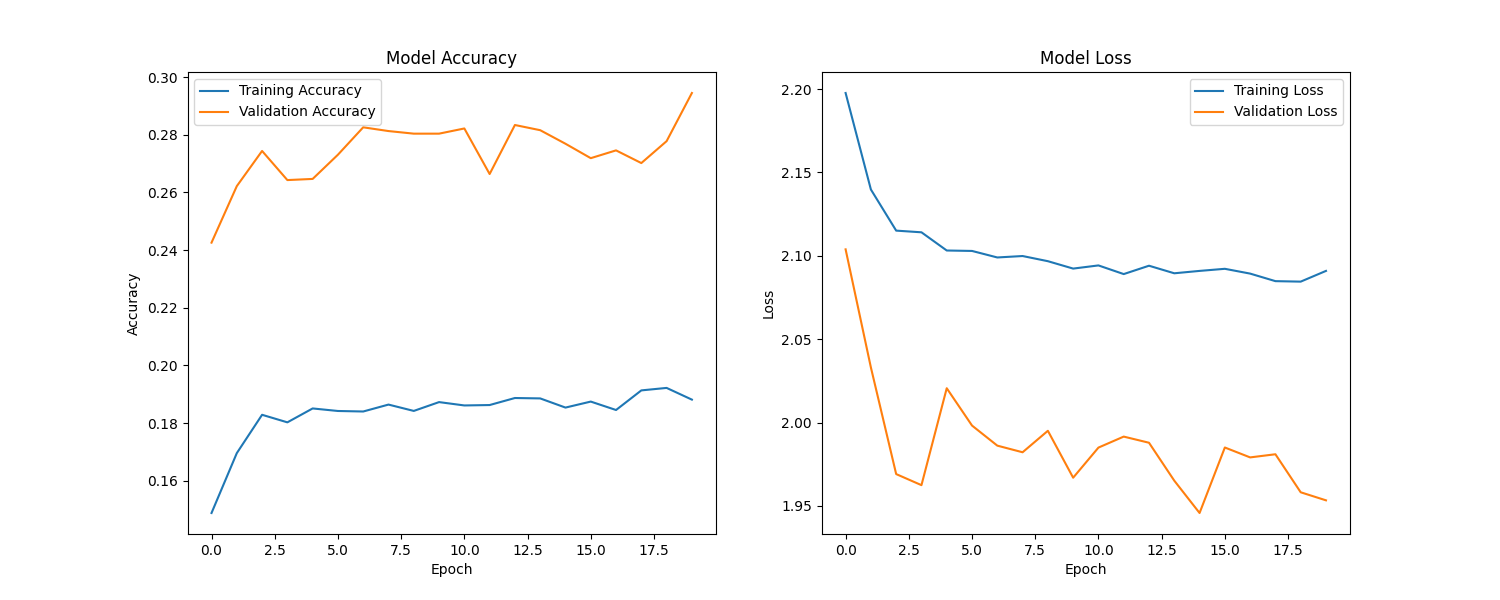 Model Accuracy
0.30
0.28
0.26
0.24
0.22
0.20
0.18
0.16
Accuracy
Training Accuracy
Validation Accuracy
0.0 2.5 5.0 7.5 10.0 12.5 15.0 17.5
Epoch
Model Loss
2.20
2.15
2.10
2.05
2.00
1.95
Loss
Training Loss
Validation Loss
0.0 2.5 5.0 7.5 10.0 12.5 15.0 17.5
Epoch